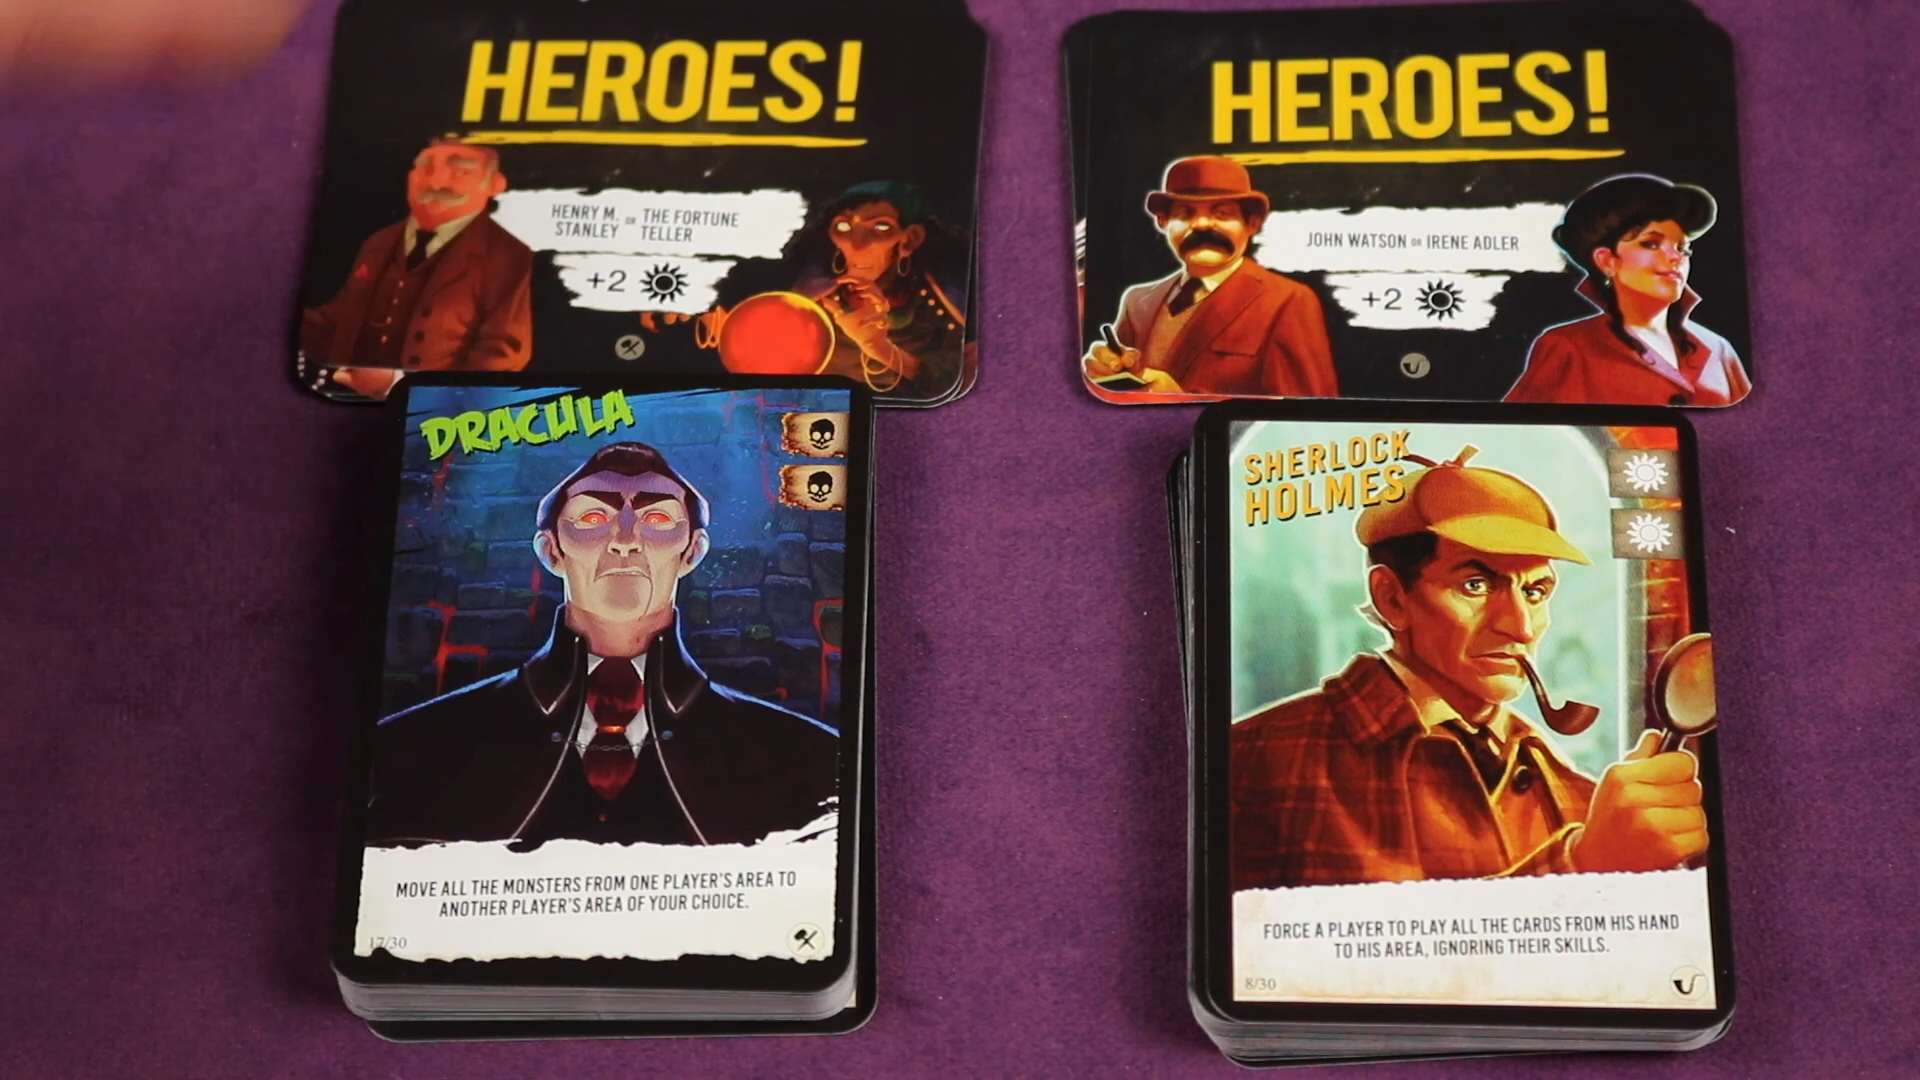 HEROES!
HENRY M. OR THE FORTUNE
STANLEY TELLER
+2
HEROES!
JOHN WATSON OR IRENE ADLER
+2
DRACULA
MOVE ALL THE MONSTERS FROM ONE PLAYER'S AREA TO
ANOTHER PLAYER'S AREA OF YOUR CHOICE.
17/30
SHERLOCK
HOLMES
FORCE A PLAYER TO PLAY ALL THE CARDS FROM HIS HAND
TO HIS AREA, IGNORING THEIR SKILLS.
8/30